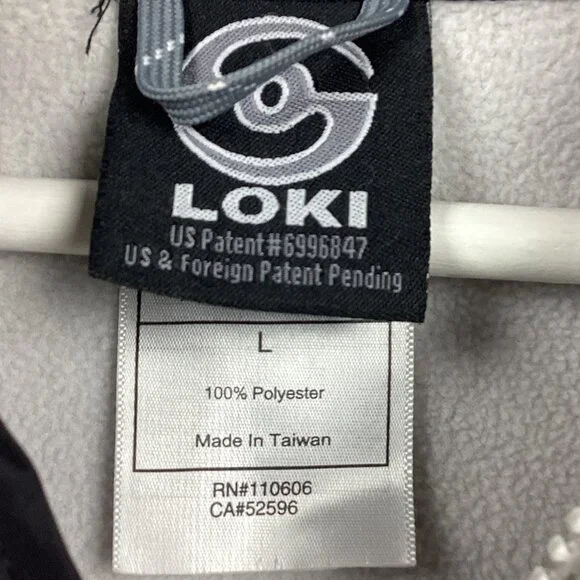 LOKI
US Patent#6996847
US & Foreign Patent Pending
L
100% Polyester
Made In Taiwan
RN#110606
CA#52596